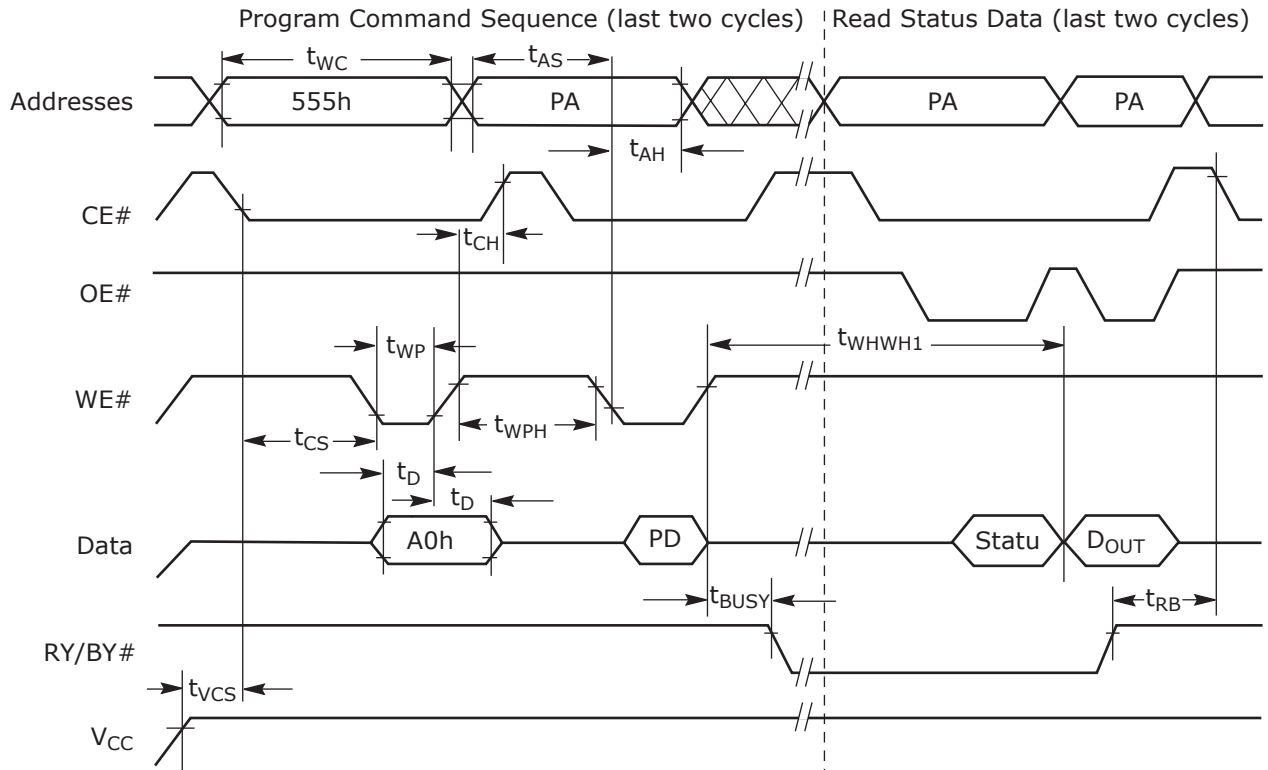 Program Command Sequence (last two cycles) Read Status Data (last two cycles)
tWC tAS
Addresses 555h PA PA PA
tAH
CE#
tCH
OE#
tWP tWHWH1
WE#
tCS tWPH
tD tD
Data A0h PD Statu DOUT
tBUSY tRB
RY/BY#
tVCS
VCC